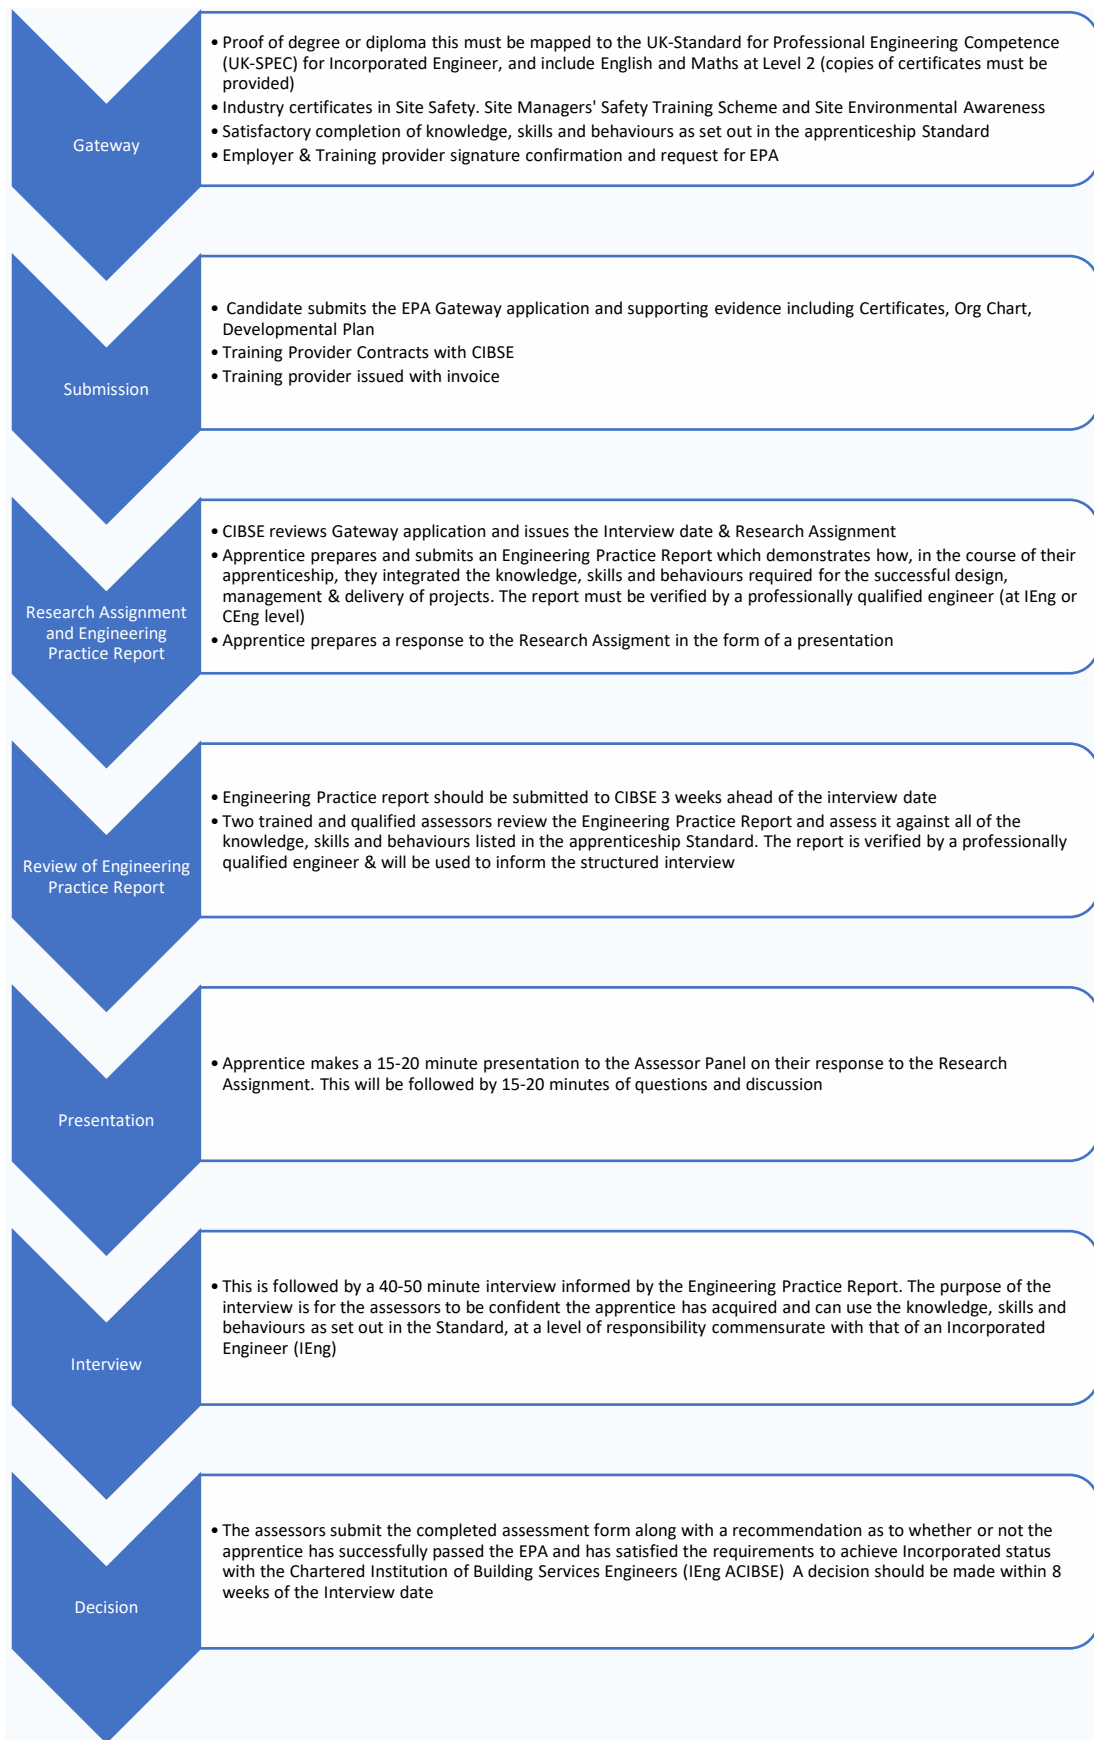 Gateway
• Proof of degree or diploma this must be mapped to the UK-Standard for Professional Engineering Competence
(UK-SPEC) for Incorporated Engineer, and include English and Maths at Level 2 (copies of certificates must be
provided)
• Industry certificates in Site Safety. Site Managers' Safety Training Scheme and Site Environmental Awareness
• Satisfactory completion of knowledge, skills and behaviours as set out in the apprenticeship Standard
• Employer & Training provider signature confirmation and request for EPA
Submission
• Candidate submits the EPA Gateway application and supporting evidence including Certificates, Org Chart,
Developmental Plan
• Training Provider Contracts with CIBSE
• Training provider issued with invoice
Research Assignment
and Engineering
Practice Report
• CIBSE reviews Gateway application and issues the Interview date & Research Assignment
• Apprentice prepares and submits an Engineering Practice Report which demonstrates how, in the course of their
apprenticeship, they integrated the knowledge, skills and behaviours required for the successful design,
management & delivery of projects. The report must be verified by a professionally qualified engineer (at IEng or
CEng level)
• Apprentice prepares a response to the Research Assigment in the form of a presentation
Review of Engineering
Practice Report
• Engineering Practice report should be submitted to CIBSE 3 weeks ahead of the interview date
• Two trained and qualified assessors review the Engineering Practice Report and assess it against all of the
knowledge, skills and behaviours listed in the apprenticeship Standard. The report is verified by a professionally
qualified engineer & will be used to inform the structured interview
Presentation
• Apprentice makes a 15-20 minute presentation to the Assessor Panel on their response to the Research
Assignment. This will be followed by 15-20 minutes of questions and discussion
Interview
• This is followed by a 40-50 minute interview informed by the Engineering Practice Report. The purpose of the
interview is for the assessors to be confident the apprentice has acquired and can use the knowledge, skills and
behaviours as set out in the Standard, at a level of responsibility commensurate with that of an Incorporated
Engineer (IEng)
Decision
• The assessors submit the completed assessment form along with a recommendation as to whether or not the
apprentice has successfully passed the EPA and has satisfied the requirements to achieve Incorporated status
with the Chartered Institution of Building Services Engineers (IEng ACIBSE) A decision should be made within 8
weeks of the Interview date